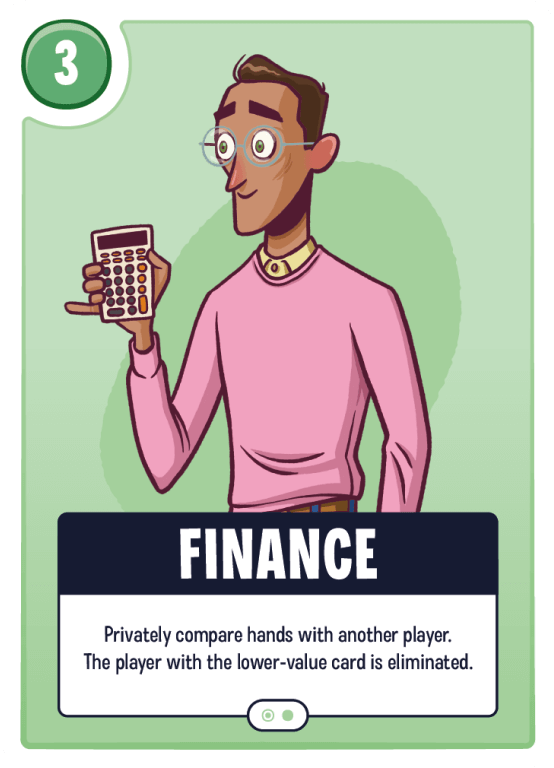 3
FINANCE
Privately compare hands with another player.
The player with the lower-value card is eliminated.